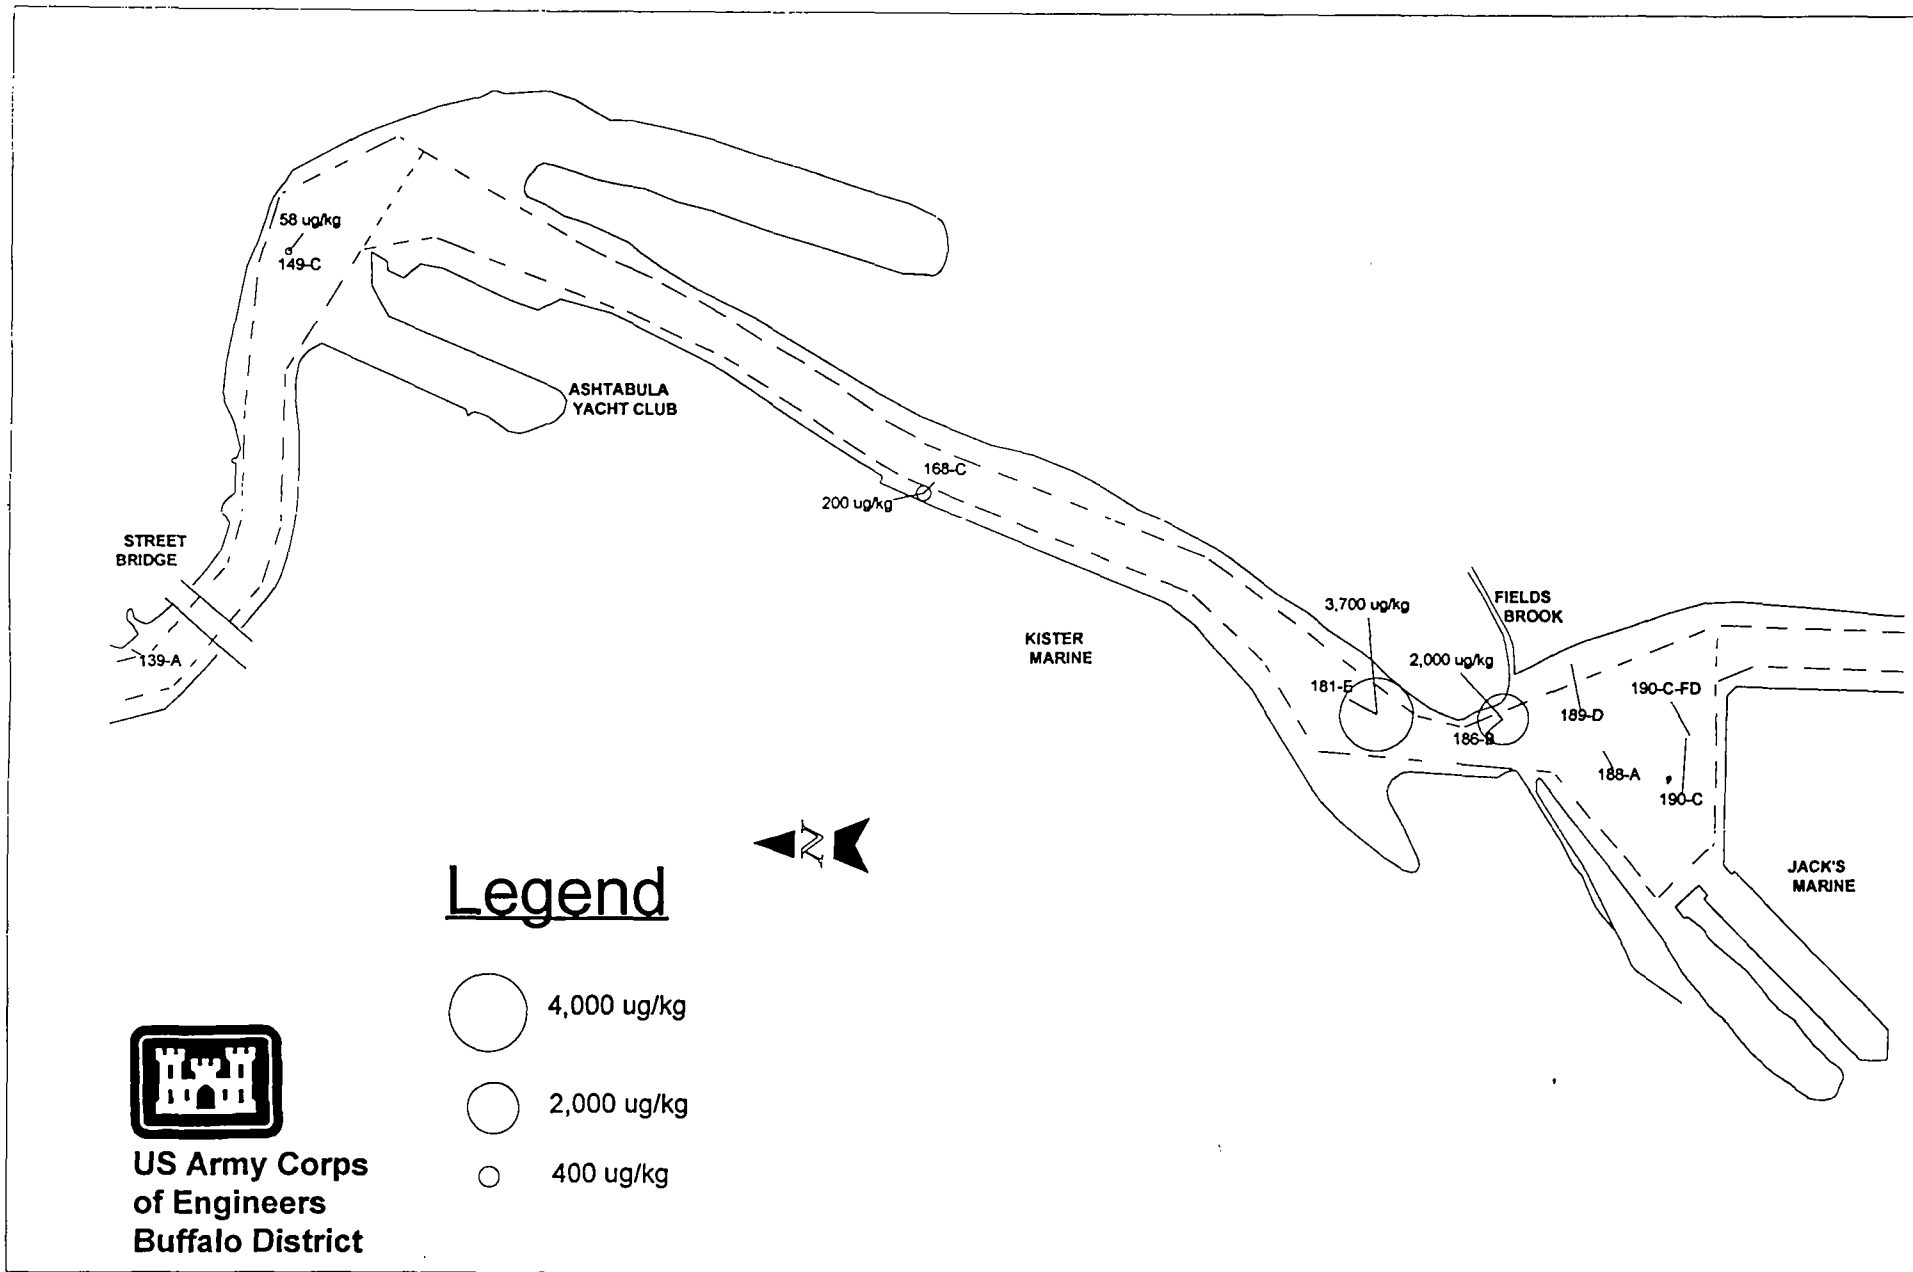 58 ug/kg
149-C
ASHTABULA
YACHT CLUB
168-C
200 ug/kg
STREET
BRIDGE
139-A
KISTER
MARINE
3,700 ug/kg
FIELDS
BROOK
2,000 ug/kg
181-E
190-C-FD
189-D
186-B
188-A
190-C
JACK'S
MARINE
N
Legend
4,000 ug/kg
2,000 ug/kg
400 ug/kg
US Army Corps
of Engineers
Buffalo District